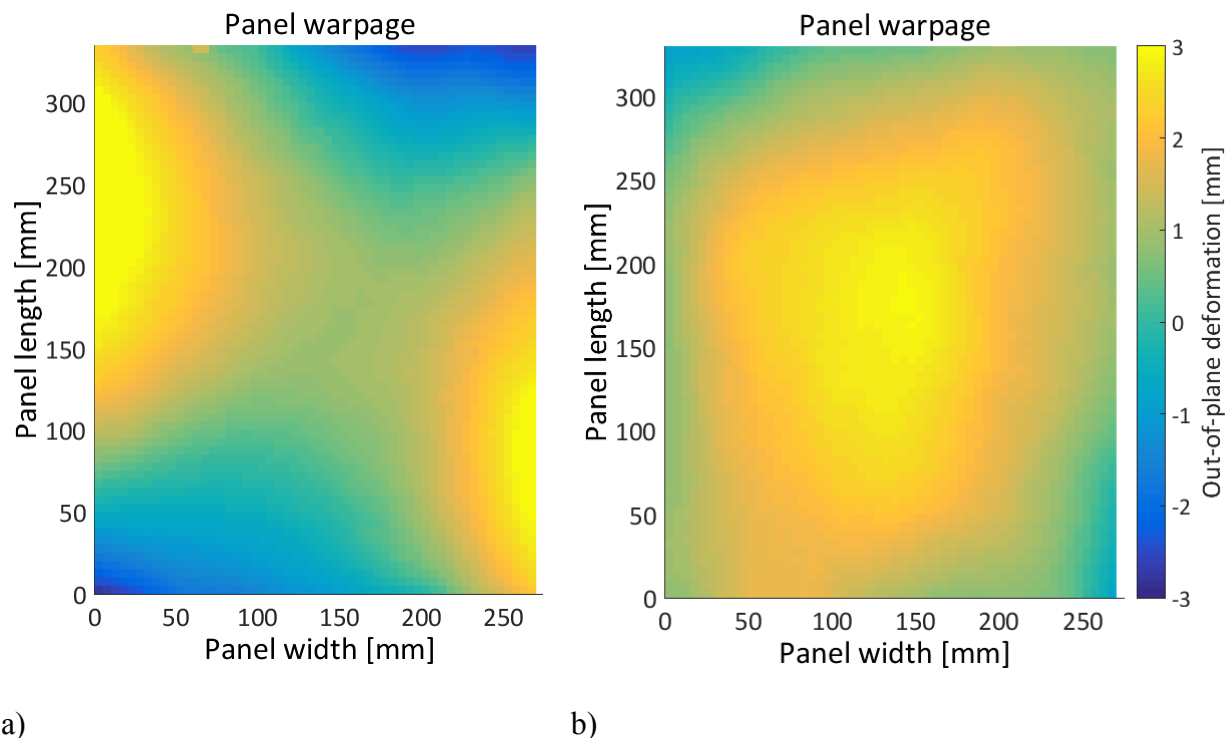 Panel warpage
Panel length [mm]
300
250
200
150
100
50
0
0 50 100 150 200 250
Panel width [mm]
a)
Panel warpage
Panel length [mm]
300
250
200
150
100
50
0
0 50 100 150 200 250
Panel width [mm]
b)
3
2
1
0
-1
-2
-3
Out-of-plane deformation [mm]